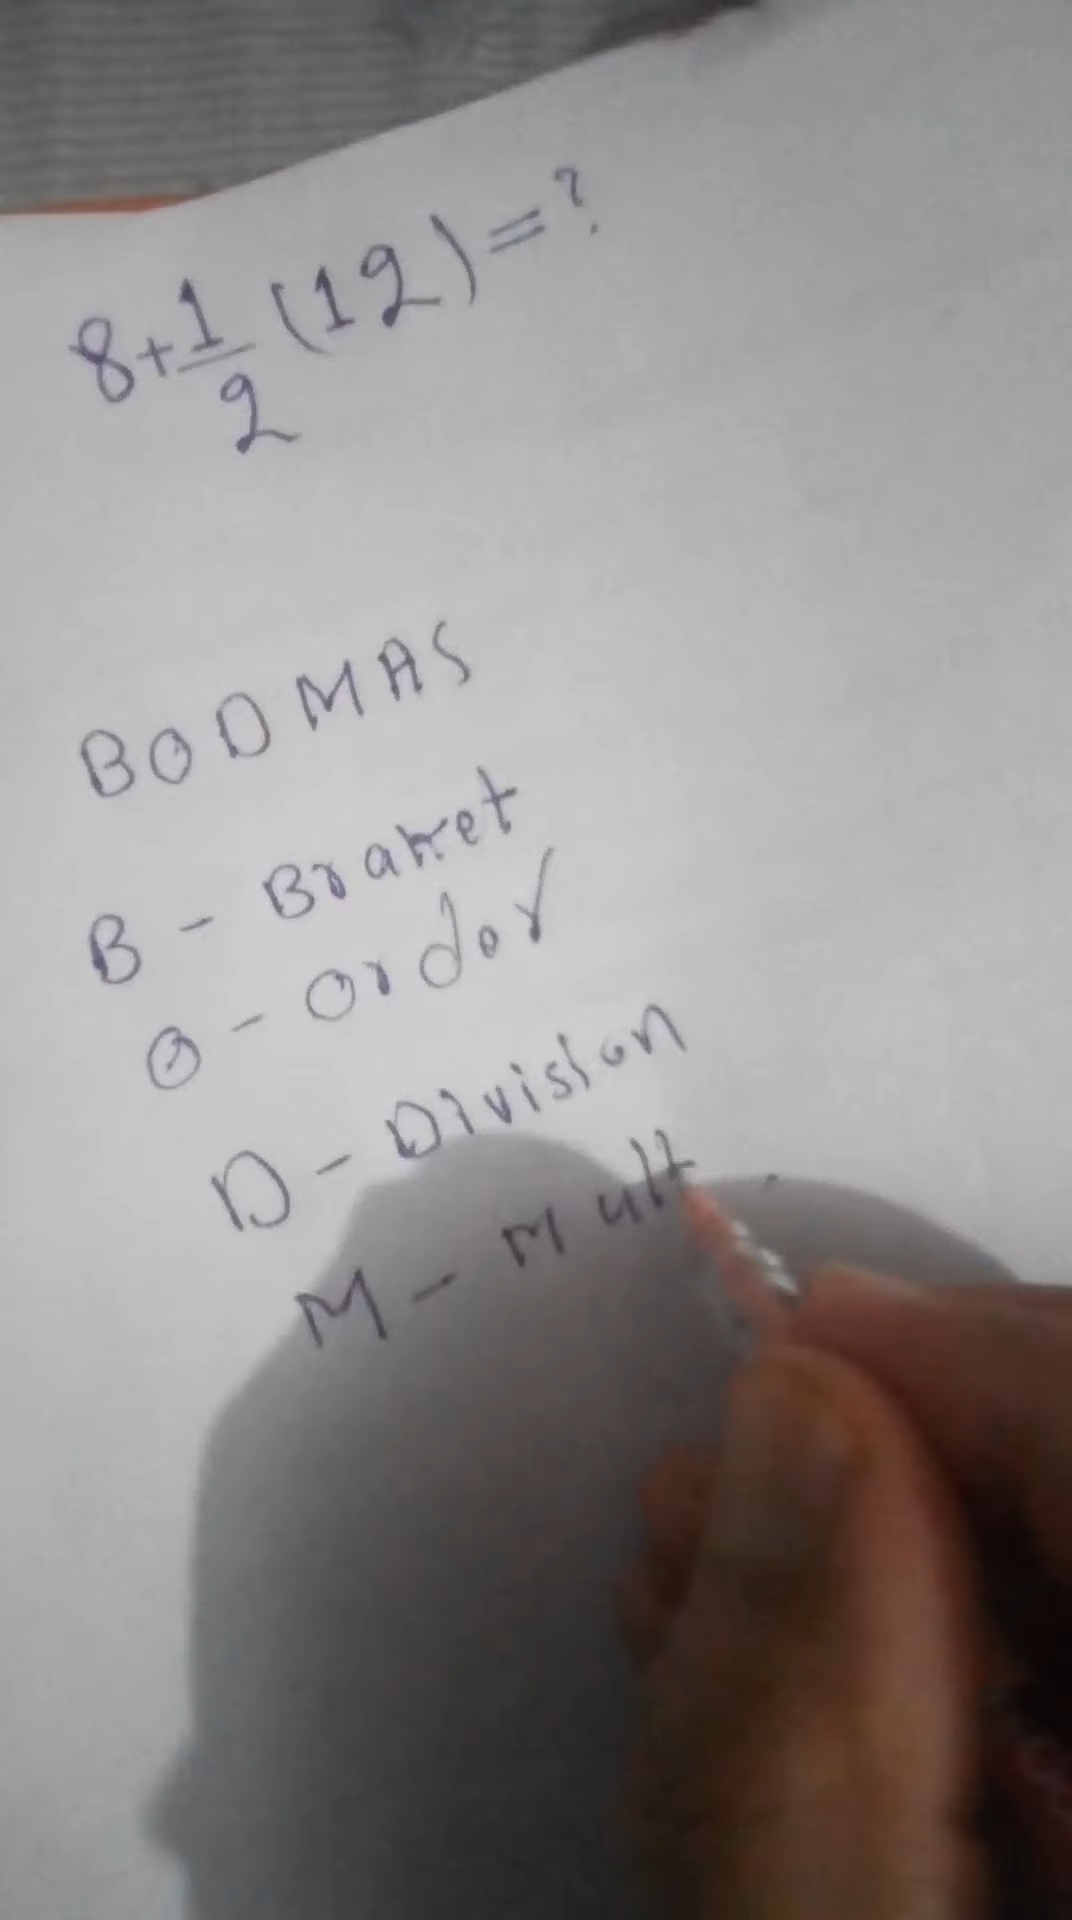 8+1/2 (12)=?
BODMAS
B - Braket
O - Order
D - Division
M - Mult